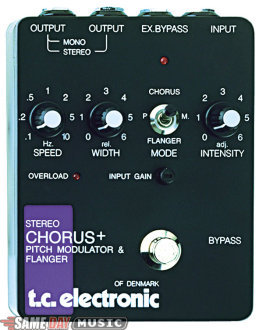 OUTPUT OUTPUT EX.BYPASS INPUT
MONO
STEREO
CHORUS
.5 1 2 .2 5 .1 10
2 3 4 1 5 0 6
P M.
2 3 4 1 5 0 6
Hz. rel. FLANGER adj.
SPEED WIDTH MODE INTENSITY
OVERLOAD INPUT GAIN
STEREO
CHORUS+
PITCH MODULATOR &
FLANGER
BYPASS
OF DENMARK
t.c. electronic
SAME DAY MUSIC